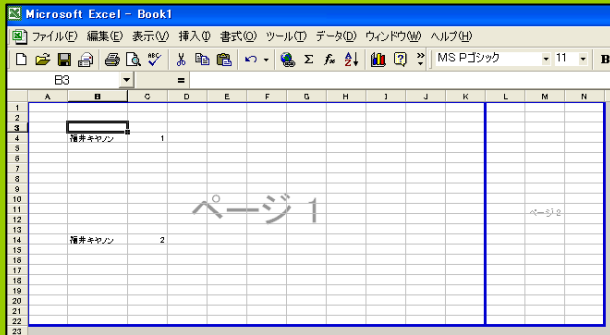 Microsoft Excel - Book1
ファイル(F) 編集(E) 表示(V) 挿入(I) 書式(O) ツール(T) データ(D) ウィンドウ(W) ヘルプ(H)
MS Pゴシック 11 B
B3 =
A B C D E F G H I J K L M N
1
2
3
4 福井キヤノン 1
5
6
7
8
9
10
11 ページ 1 ページ 2
12
13
14 福井キヤノン 2
15
16
17
18
19
20
21
22
23